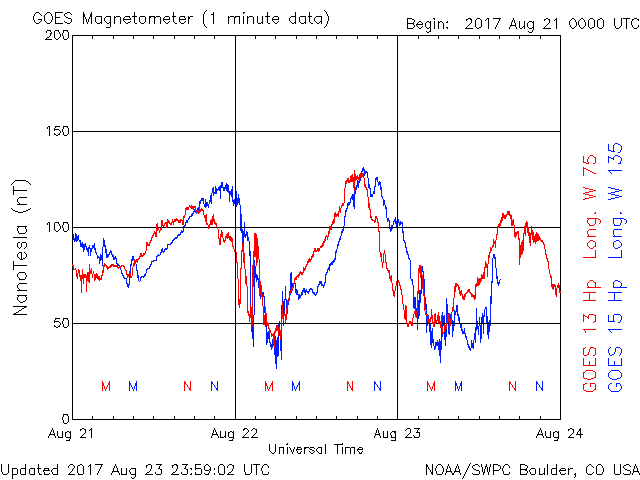 GOES Magnetometer (1 minute data)
Begin: 2017 Aug 21 0000 UTC
200
150
100
50
0
NanoTesla (nT)
M M N N M M N N M M N N
Aug 21 Aug 22 Aug 23 Aug 24
Universal Time
GOES 13 Hp Long. W 75
GOES 15 Hp Long. W 135
Updated 2017 Aug 23 23:59:02 UTC
NOAA/SWPC Boulder, CO USA